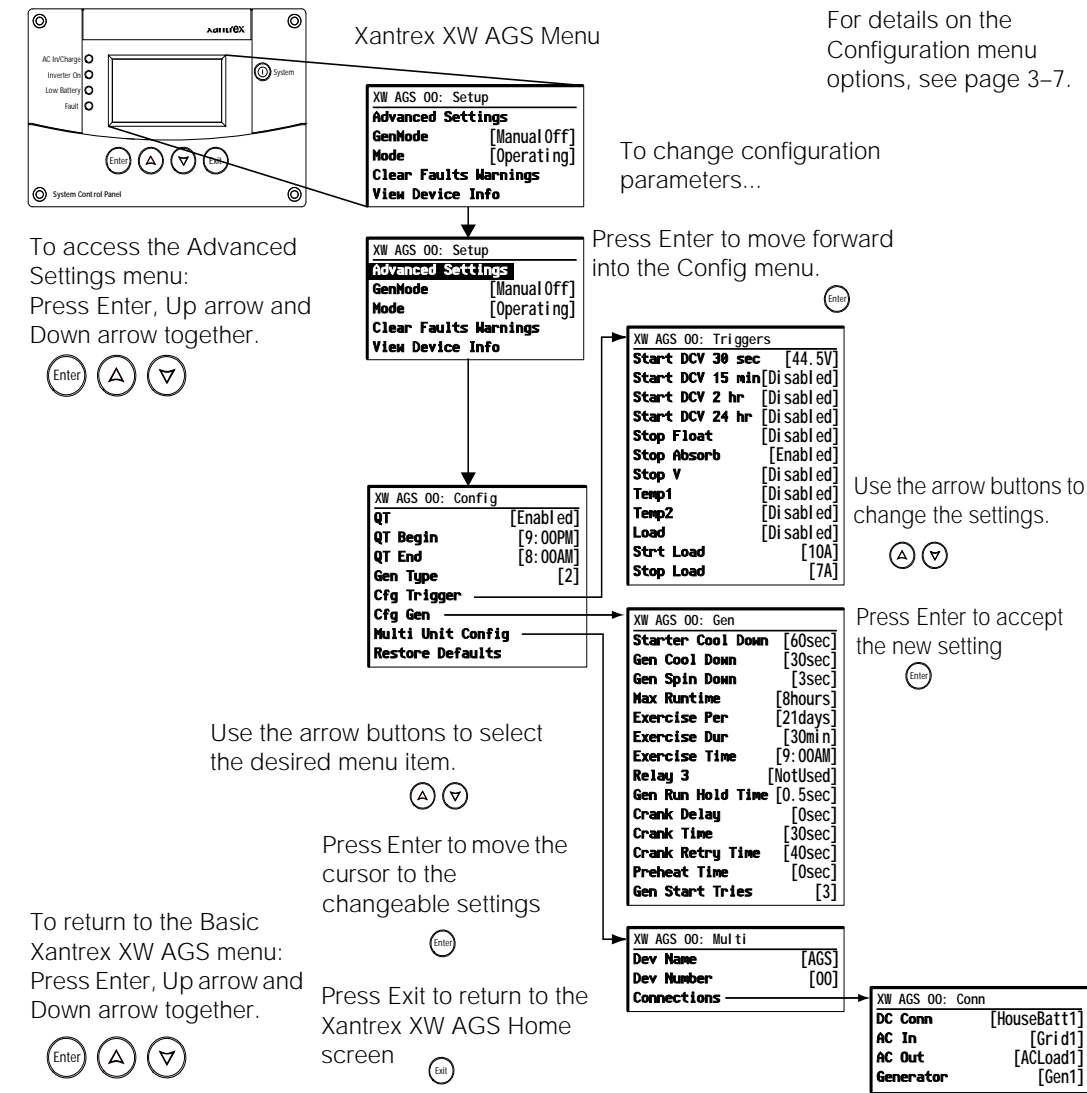 Xantrex
AC In/Charge
Inverter On
Low Battery
Fault
System
Enter
Exit
System Control Panel
Xantrex XW AGS Menu
For details on the
Configuration menu
options, see page 3–7.
XW AGS 00: Setup
Advanced Settings
GenMode [ManualOff]
Mode [Operating]
Clear Faults Warnings
View Device Info
To change configuration
parameters...
To access the Advanced
Settings menu:
Press Enter, Up arrow and
Down arrow together.
Enter
XW AGS 00: Setup
Advanced Settings
GenMode [ManualOff]
Mode [Operating]
Clear Faults Warnings
View Device Info
Press Enter to move forward
into the Config menu.
Enter
XW AGS 00: Triggers
Start DCV 30 sec [44.5V]
Start DCV 15 min[Disabled]
Start DCV 2 hr [Disabled]
Start DCV 24 hr [Disabled]
Stop Float [Disabled]
Stop Absorb [Enabled]
Stop V [Disabled]
Temp1 [Disabled]
Temp2 [Disabled]
Load [Disabled]
Strt Load [10A]
Stop Load [7A]
Use the arrow buttons to
change the settings.
XW AGS 00: Config
QT [Enabled]
QT Begin [9:00PM]
QT End [8:00AM]
Gen Type [2]
Cfg Trigger
Cfg Gen
Multi Unit Config
Restore Defaults
XW AGS 00: Gen
Starter Cool Down [60sec]
Gen Cool Down [30sec]
Gen Spin Down [3sec]
Max Runtime [8hours]
Exercise Per [21days]
Exercise Dur [30min]
Exercise Time [9:00AM]
Relay 3 [NotUsed]
Gen Run Hold Time [0.5sec]
Crank Delay [0sec]
Crank Time [30sec]
Crank Retry Time [40sec]
Preheat Time [0sec]
Gen Start Tries [3]
Press Enter to accept
the new setting
Enter
Use the arrow buttons to select
the desired menu item.
Press Enter to move the
cursor to the
changeable settings
Enter
To return to the Basic
Xantrex XW AGS menu:
Press Enter, Up arrow and
Down arrow together.
Enter
Press Exit to return to the
Xantrex XW AGS Home
screen
Exit
XW AGS 00: Multi
Dev Name [AGS]
Dev Number [00]
Connections
XW AGS 00: Conn
DC Conn [HouseBatt1]
AC In [Grid1]
AC Out [ACLoad1]
Generator [Gen1]